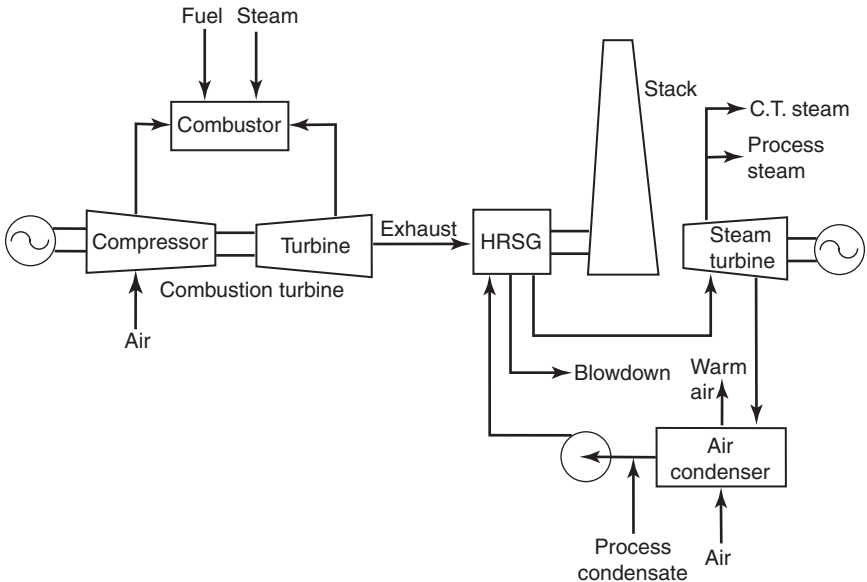 Fuel Steam
Combustor
Stack
C.T. steam
Process
steam
Compressor
Turbine
Exhaust
HRSG
Steam
turbine
Combustion turbine
Air
Blowdown
Warm
air
Air
condenser
Process
condensate
Air